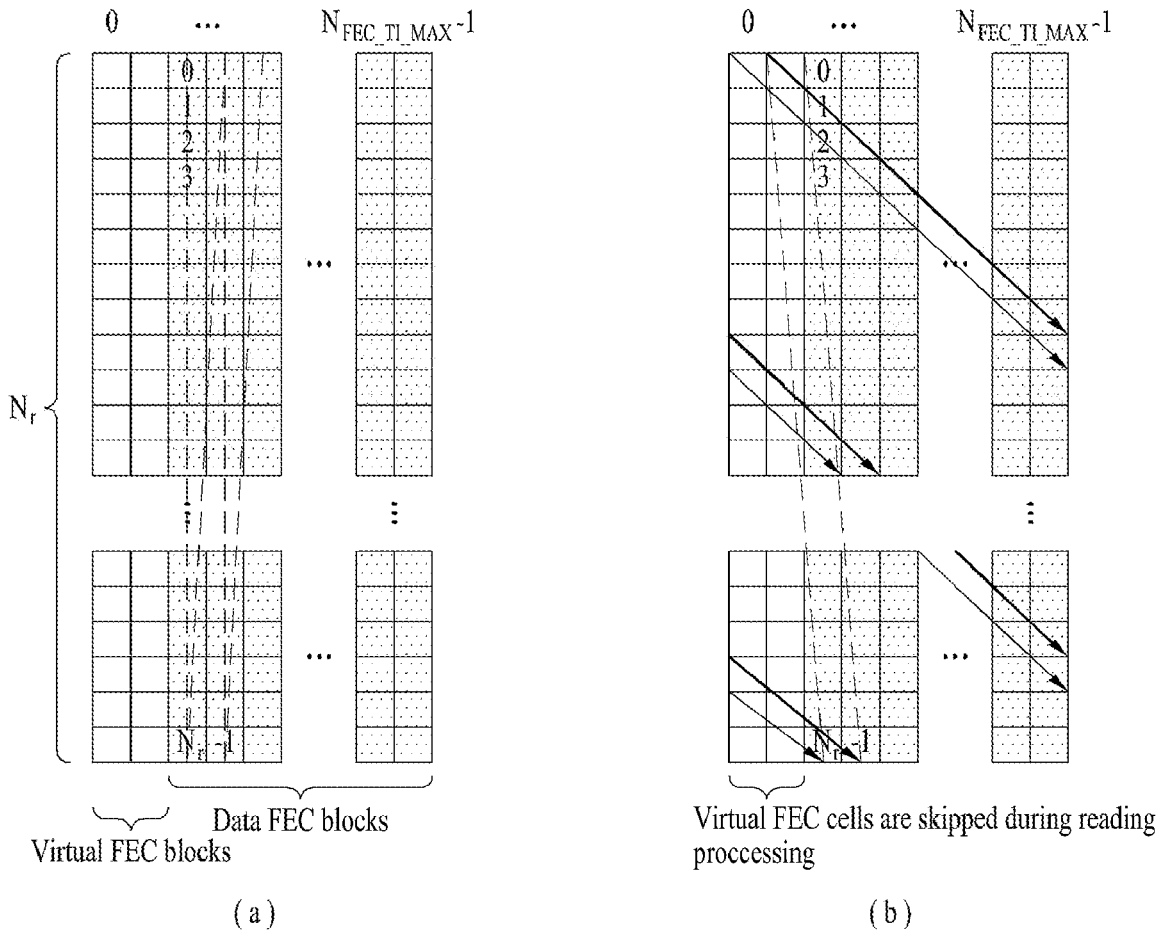 0 ... N_FEC_TI_MAX -1
0
1
2
3
...
N_r
...
...
...
N_r -1
Data FEC blocks
Virtual FEC blocks
(a)
0 ... N_FEC_TI_MAX -1
0
1
2
3
...
...
...
N_r -1
Virtual FEC cells are skipped during reading
proccessing
(b)